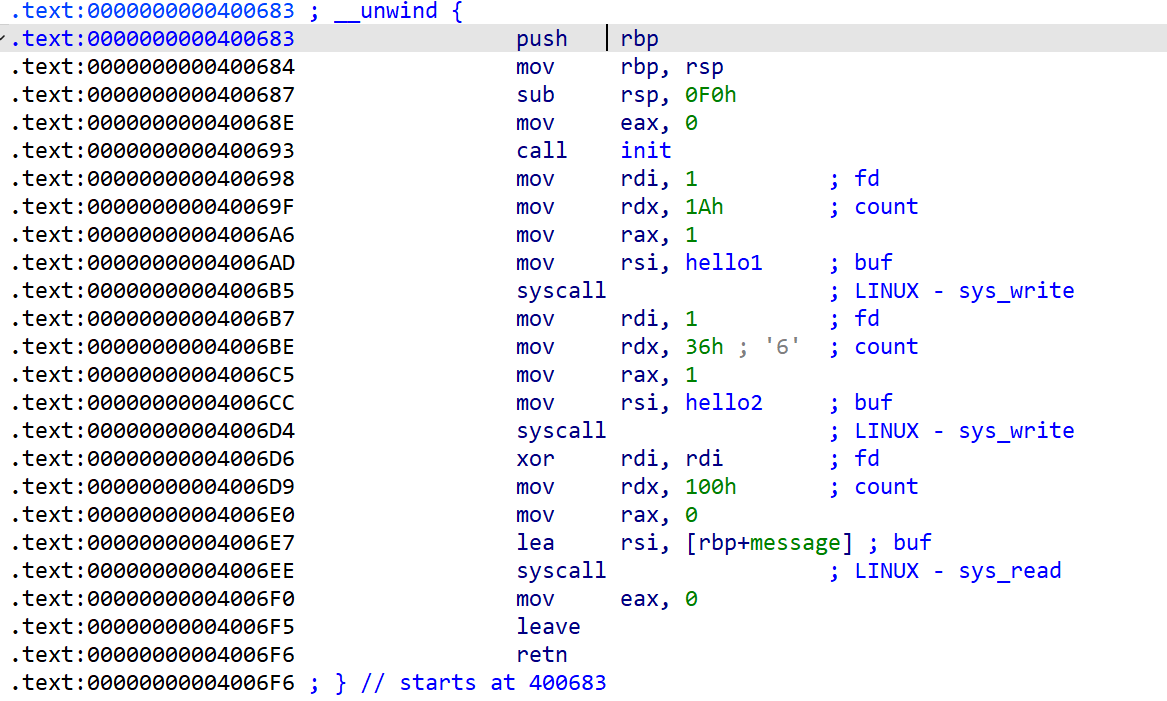 .text:0000000000400683 ; __unwind {
.text:0000000000400683 push rbp
.text:0000000000400684 mov rbp, rsp
.text:0000000000400687 sub rsp, 0F0h
.text:000000000040068E mov eax, 0
.text:0000000000400693 call init
.text:0000000000400698 mov rdi, 1 ; fd
.text:000000000040069F mov rdx, 1Ah ; count
.text:00000000004006A6 mov rax, 1
.text:00000000004006AD mov rsi, hello1 ; buf
.text:00000000004006B5 syscall ; LINUX - sys_write
.text:00000000004006B7 mov rdi, 1 ; fd
.text:00000000004006BE mov rdx, 36h ; '6' ; count
.text:00000000004006C5 mov rax, 1
.text:00000000004006CC mov rsi, hello2 ; buf
.text:00000000004006D4 syscall ; LINUX - sys_write
.text:00000000004006D6 xor rdi, rdi ; fd
.text:00000000004006D9 mov rdx, 100h ; count
.text:00000000004006E0 mov rax, 0
.text:00000000004006E7 lea rsi, [rbp+message] ; buf
.text:00000000004006EE syscall ; LINUX - sys_read
.text:00000000004006F0 mov eax, 0
.text:00000000004006F5 leave
.text:00000000004006F6 retn
.text:00000000004006F6 ; } // starts at 400683